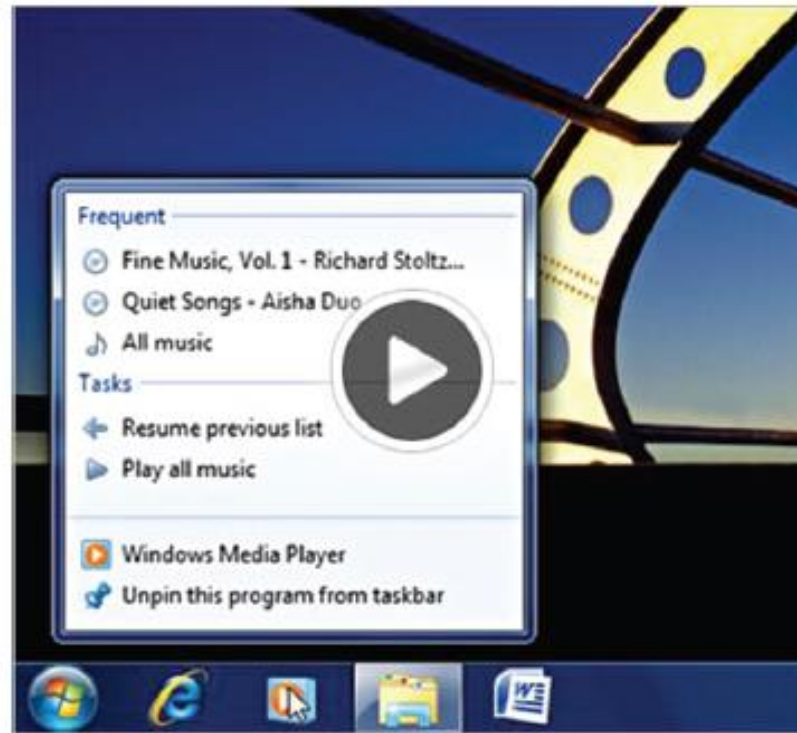 Frequent
Fine Music, Vol. 1 - Richard Stoltz...
Quiet Songs - Aisha Duo
All music
Tasks
Resume previous list
Play all music
Windows Media Player
Unpin this program from taskbar
W